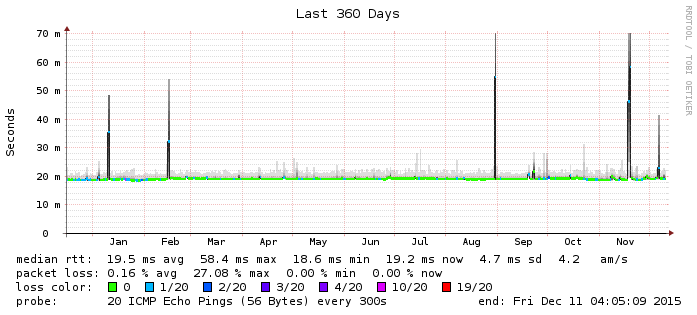 Last 360 Days
RRDTOOL / TOBI OETIKER
Seconds
70 m
60 m
50 m
40 m
30 m
20 m
10 m
0
Jan Feb Mar Apr May Jun Jul Aug Sep Oct Nov
median rtt: 19.5 ms avg 58.4 ms max 18.6 ms min 19.2 ms now 4.7 ms sd 4.2 am/s
packet loss: 0.16 % avg 27.08 % max 0.00 % min 0.00 % now
loss color: 0 1/20 2/20 3/20 4/20 10/20 19/20
probe: 20 ICMP Echo Pings (56 Bytes) every 300s end: Fri Dec 11 04:05:09 2015